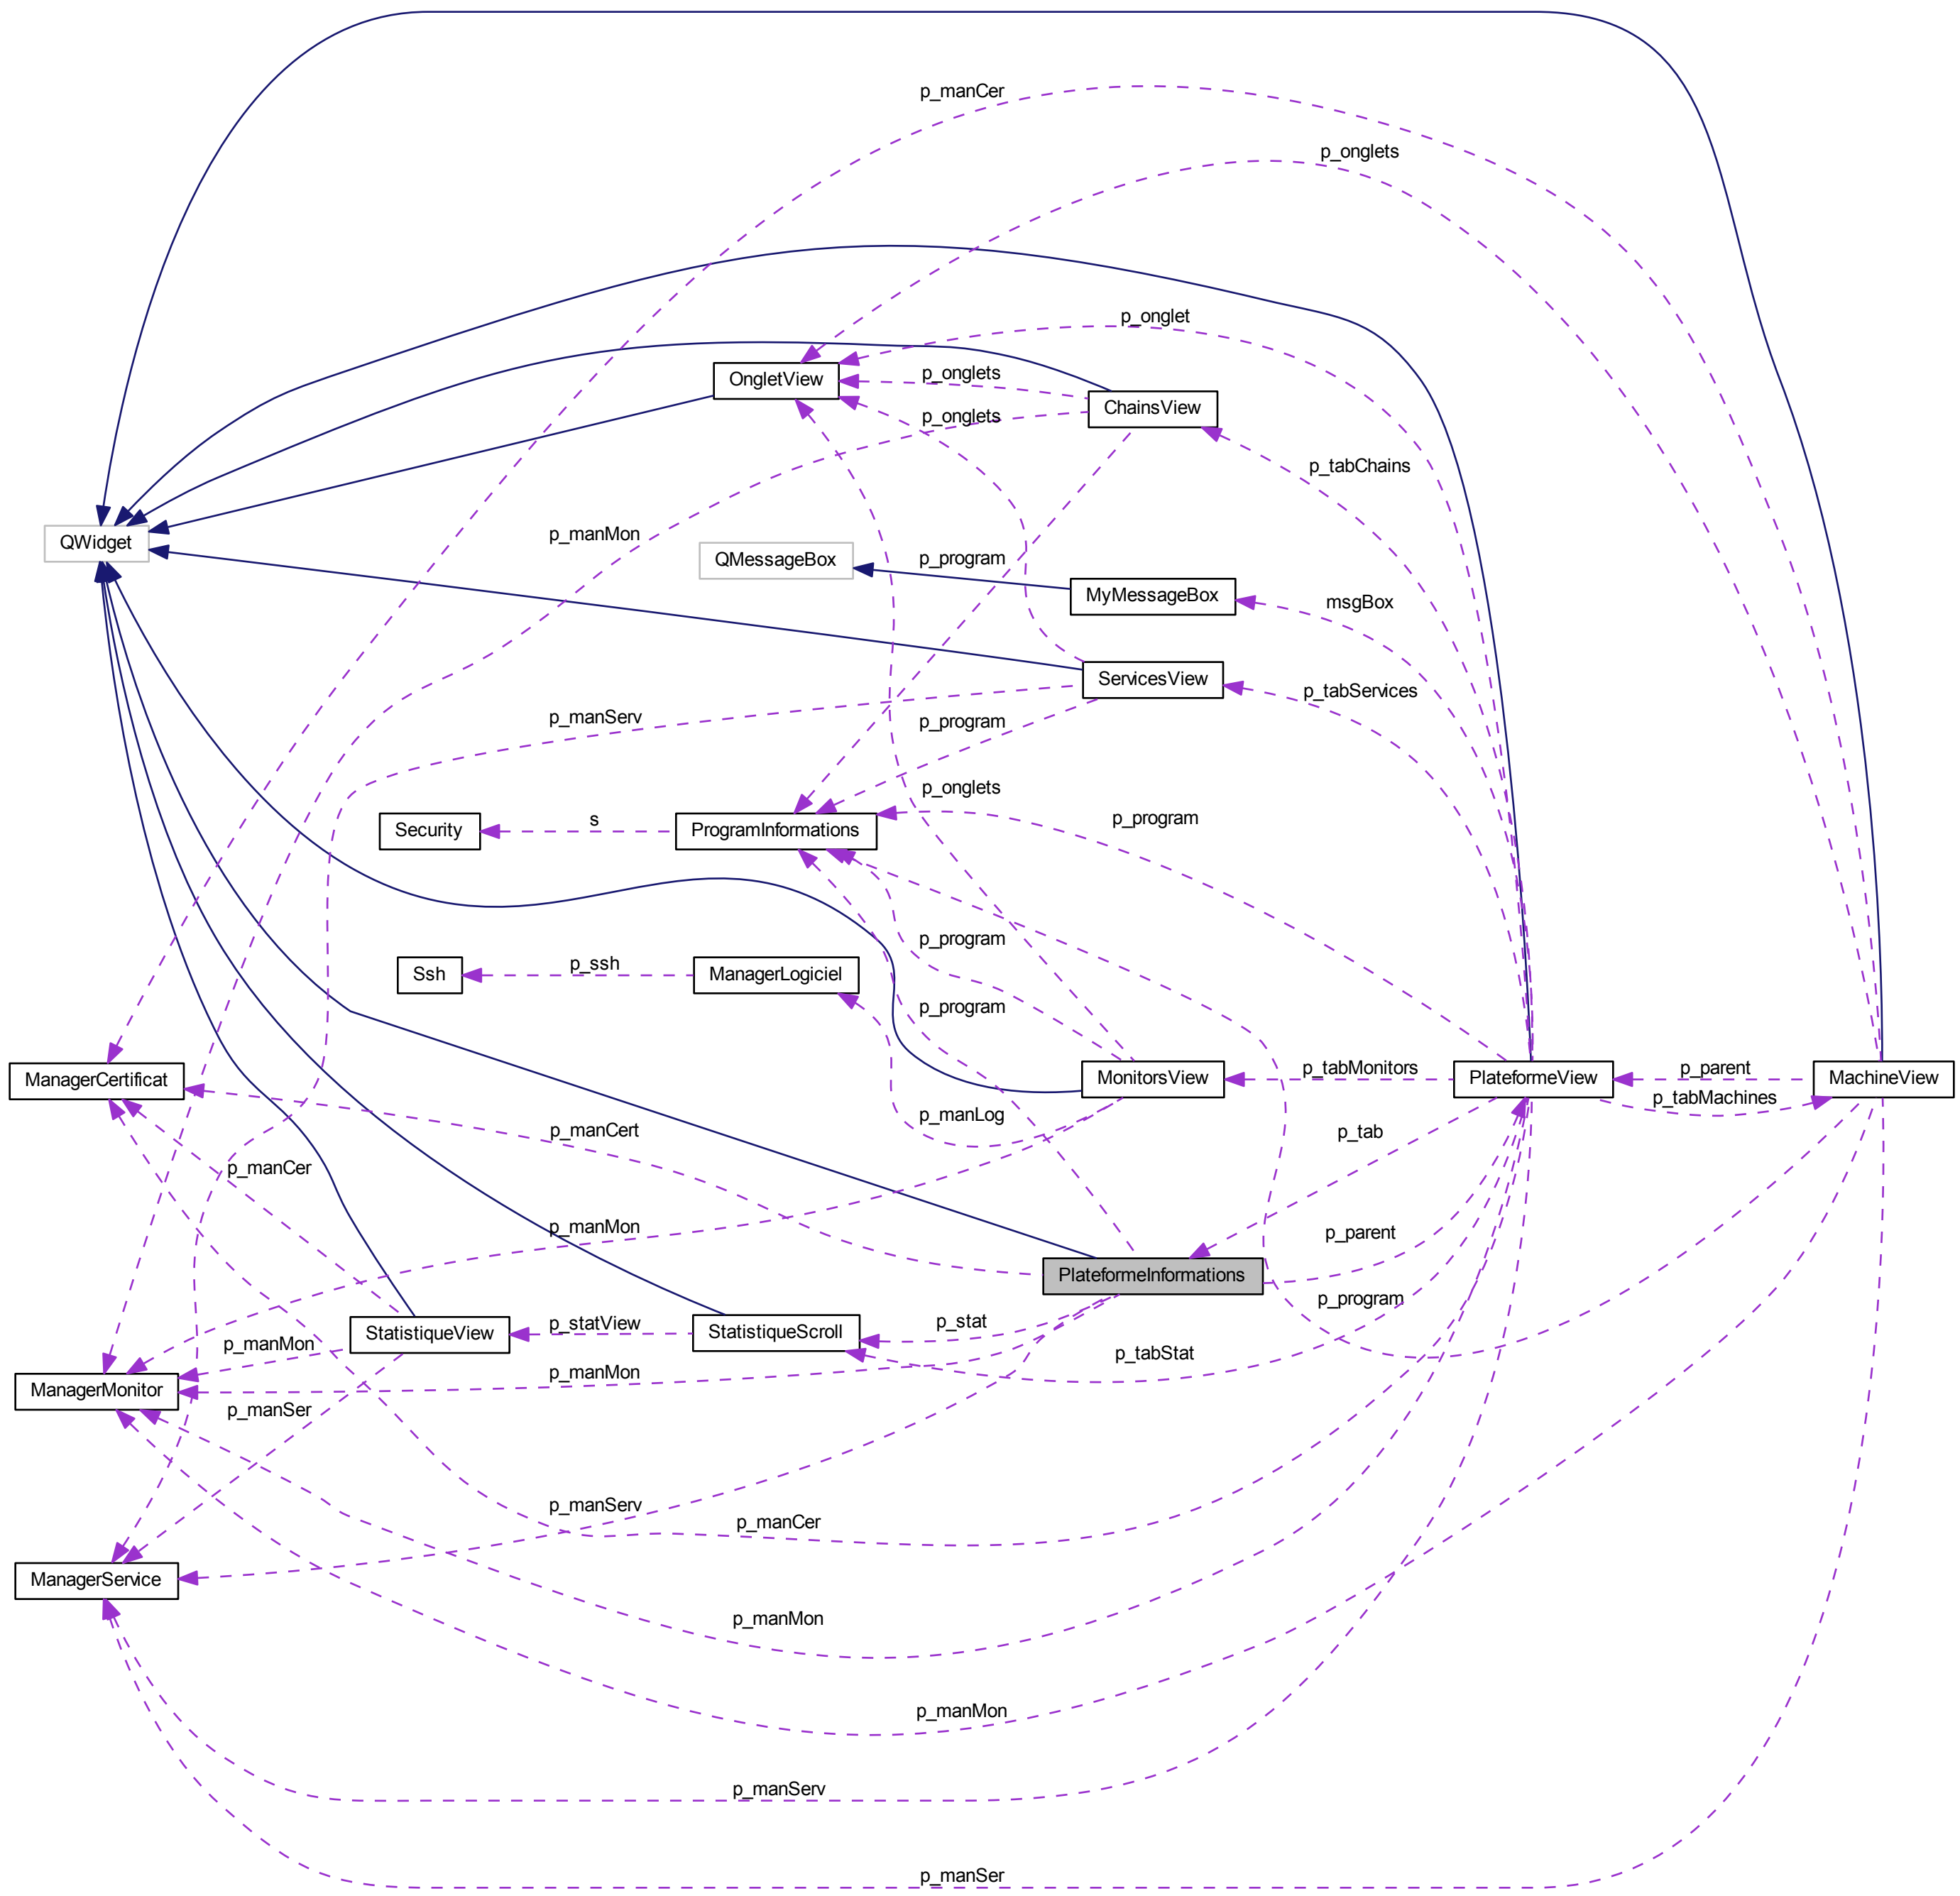 p_manCer
p_onglets
p_onglet
OngletView
p_onglets
ChainsView
p_onglets
p_tabChains
QWidget
p_manMon
QMessageBox
p_program
MyMessageBox
msgBox
ServicesView
p_tabServices
p_manServ
p_program
p_onglets
Security
s
ProgramInformations
p_program
p_program
Ssh
p_ssh
ManagerLogiciel
p_program
ManagerCertificat
MonitorsView
p_tabMonitors
PlateformeView
p_parent
MachineView
p_tabMachines
p_manLog
p_manCert
p_tab
p_manCer
p_manMon
p_parent
PlateformeInformations
p_program
p_stat
StatistiqueView
p_statView
StatistiqueScroll
p_manMon
p_tabStat
p_manMon
ManagerMonitor
p_manSer
p_manServ
p_manCer
ManagerService
p_manMon
p_manMon
p_manServ
p_manSer